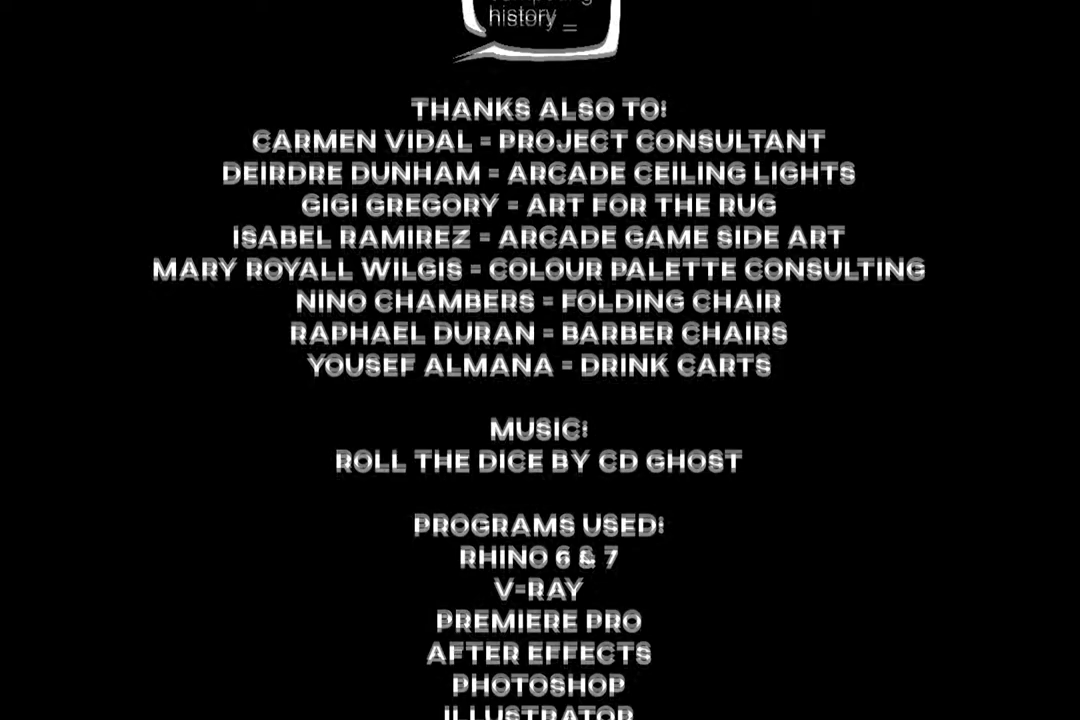 history _
THANKS ALSO TO:
CARMEN VIDAL - PROJECT CONSULTANT
DEIRDRE DUNHAM - ARCADE CEILING LIGHTS
GIGI GREGORY - ART FOR THE RUG
ISABEL RAMIREZ - ARCADE GAME SIDE ART
MARY ROYALL WILGIS - COLOUR PALETTE CONSULTING
NINO CHAMBERS - FOLDING CHAIR
RAPHAEL DURAN - BARBER CHAIRS
YOUSEF ALMANA - DRINK CARTS
MUSIC:
ROLL THE DICE BY CD GHOST
PROGRAMS USED:
RHINO 6 & 7
V-RAY
PREMIERE PRO
AFTER EFFECTS
PHOTOSHOP
ILLUSTRATOR